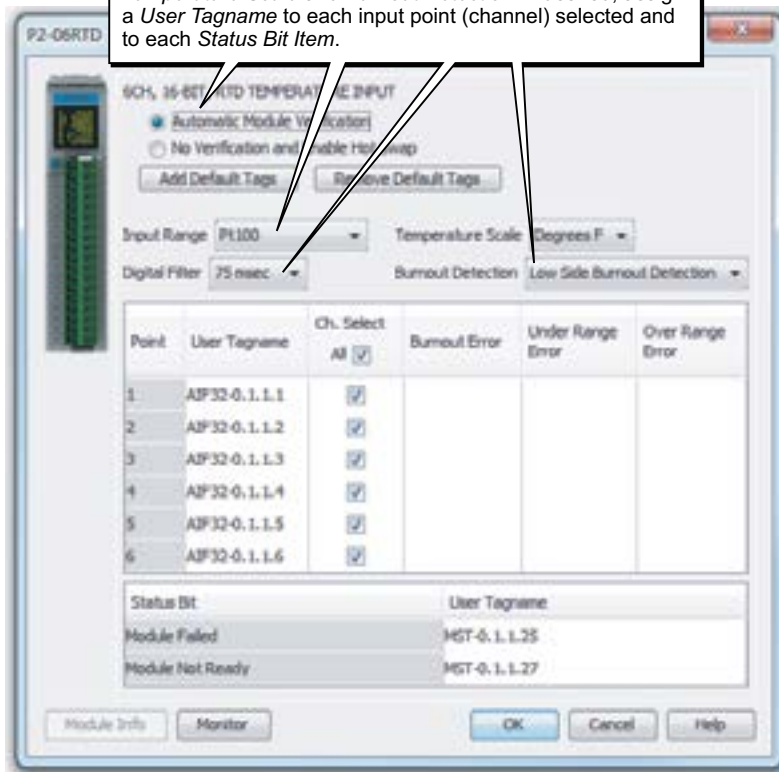 a User Tagname to each input point (channel) selected and
to each Status Bit Item.
P2-06RTD
6CH, 16-BIT RTD TEMPERATURE INPUT
Automatic Module Verification
No Verification and Enable Hot Swap
Add Default Tags Remove Default Tags
Input Range Pt100 Temperature Scale Degrees F
Digital Filter 75 msec Burnout Detection Low Side Burnout Detection
Point User Tagname Ch. Select All Burnout Error Under Range Error Over Range Error
1 AIF32-0.1.1.1
2 AIF32-0.1.1.2
3 AIF32-0.1.1.3
4 AIF32-0.1.1.4
5 AIF32-0.1.1.5
6 AIF32-0.1.1.6
Status Bit User Tagname
Module Failed MST-0.1.1.25
Module Not Ready MST-0.1.1.27
Module Info Monitor OK Cancel Help